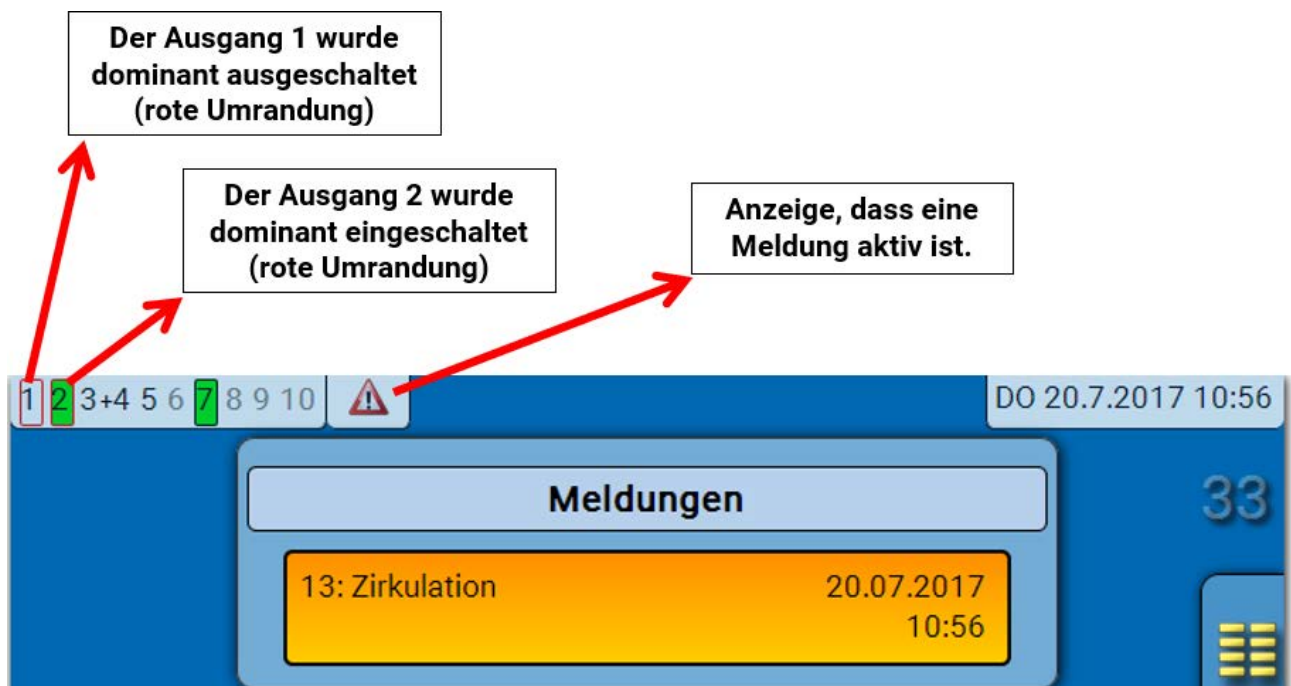 Der Ausgang 1 wurde
dominant ausgeschaltet
(rote Umrandung)
Der Ausgang 2 wurde
dominant eingeschaltet
(rote Umrandung)
Anzeige, dass eine
Meldung aktiv ist.
1 2 3+4 5 6 7 8 9 10
DO 20.7.2017 10:56
Meldungen
33
13: Zirkulation 20.07.2017
10:56